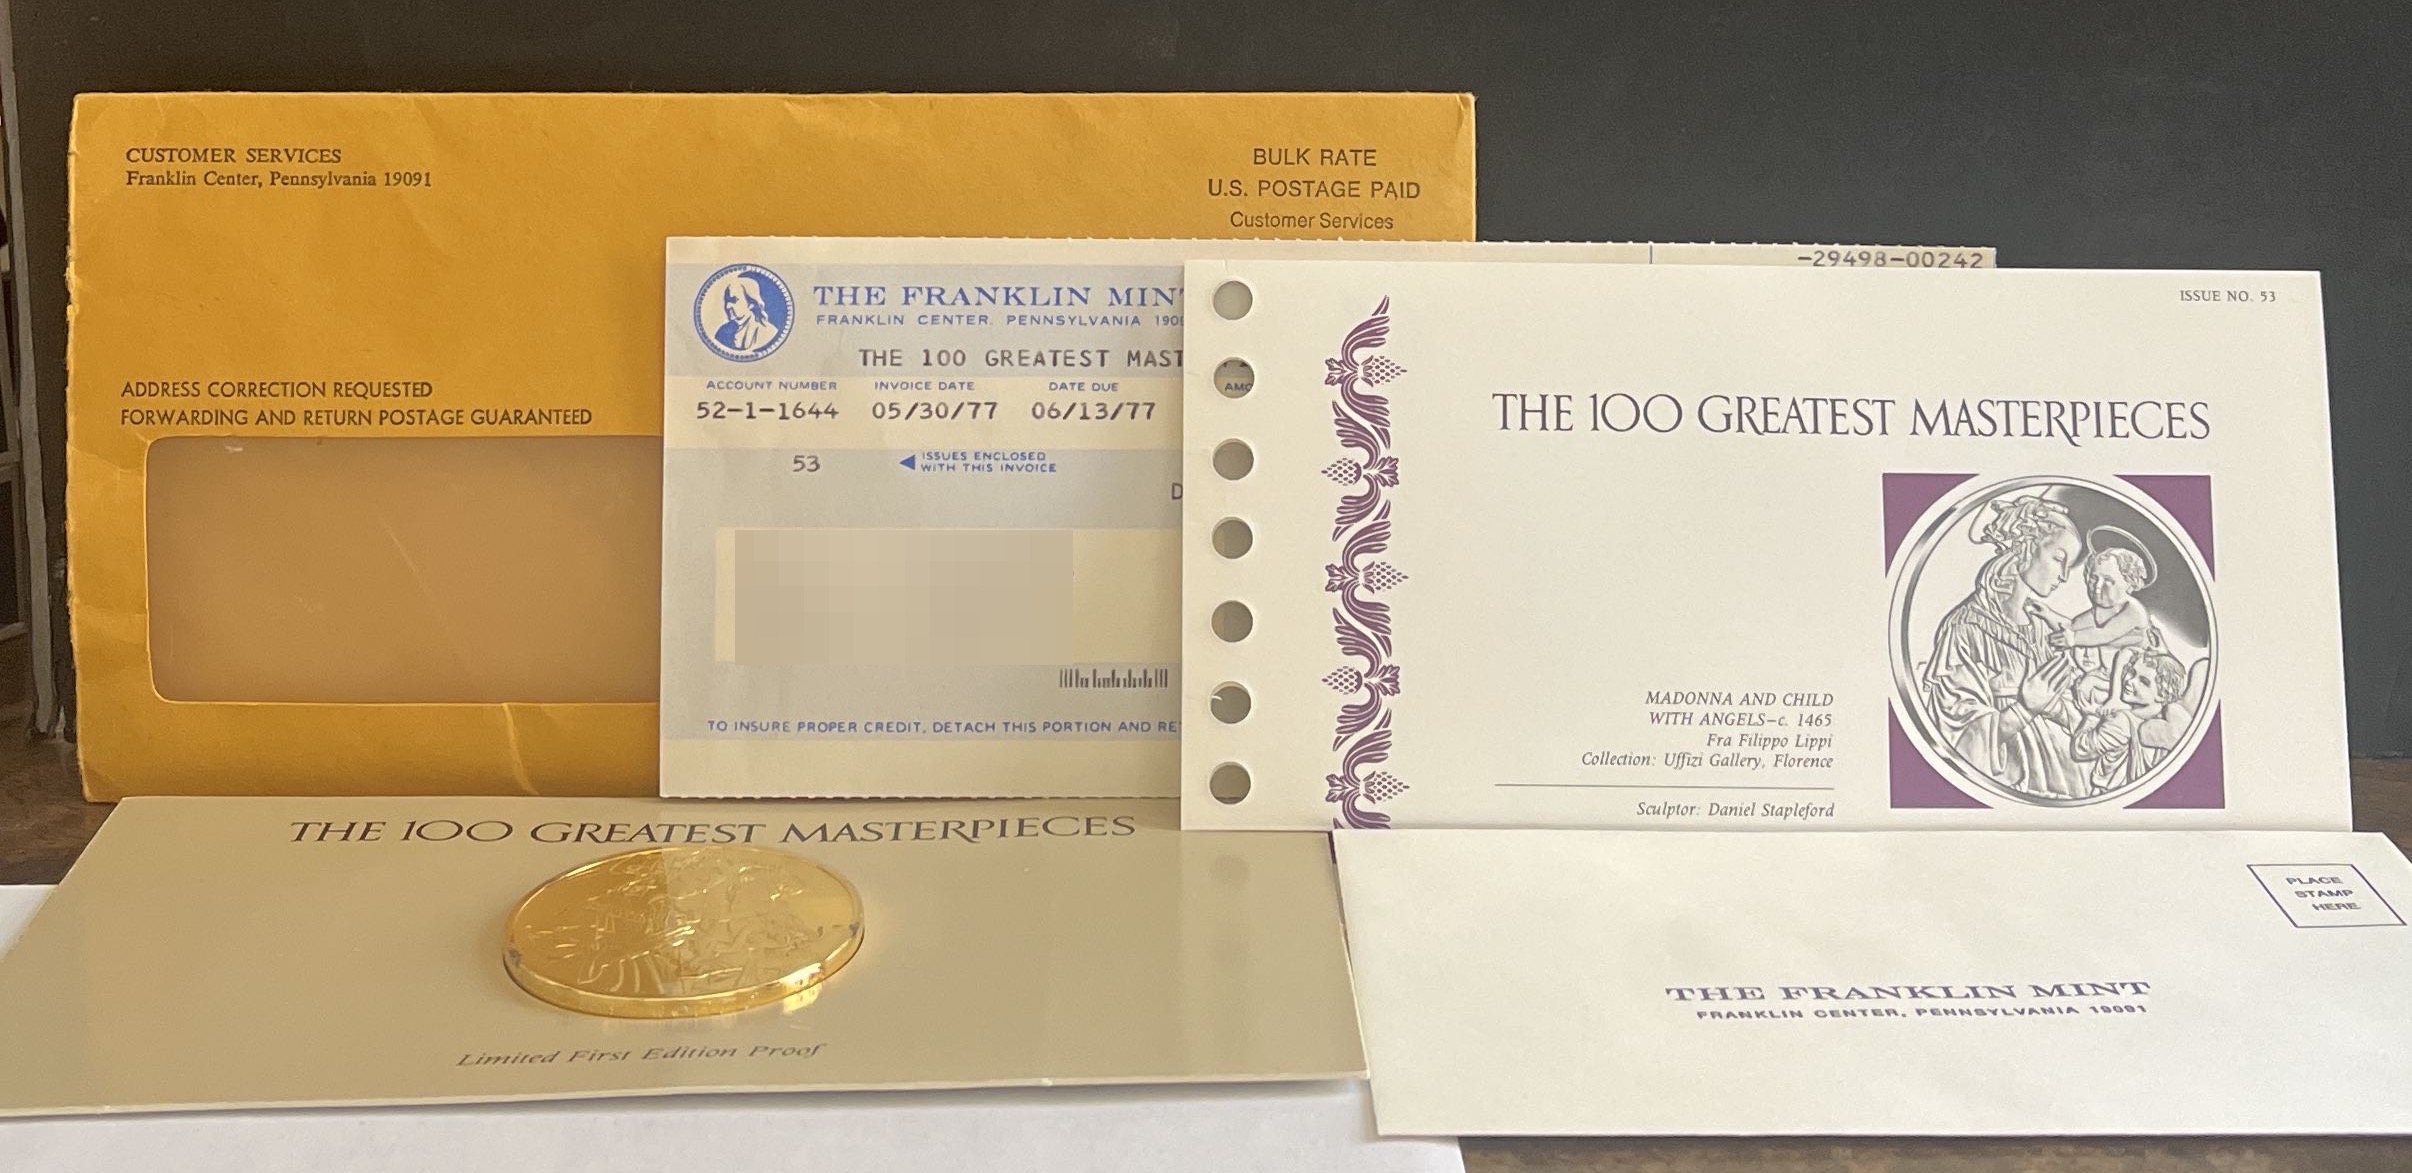 CUSTOMER SERVICES
Franklin Center, Pennsylvania 19091
BULK RATE
U.S. POSTAGE PAID
Customer Services
ADDRESS CORRECTION REQUESTED
FORWARDING AND RETURN POSTAGE GUARANTEED
-29498-00242
THE FRANKLIN MIN
FRANKLIN CENTER, PENNSYLVANIA 190
THE 100 GREATEST MAST
ACCOUNT NUMBER INVOICE DATE DATE DUE AMO
52-1-1644 05/30/77 06/13/77
53 ISSUES ENCLOSED
WITH THIS INVOICE
D
TO INSURE PROPER CREDIT, DETACH THIS PORTION AND RE
ISSUE NO. 53
THE 100 GREATEST MASTERPIECES
MADONNA AND CHILD
WITH ANGELS–c. 1465
Fra Filippo Lippi
Collection: Uffizi Gallery, Florence
Sculptor: Daniel Stapleford
THE 100 GREATEST MASTERPIECES
Limited First Edition Proof
PLACE
STAMP
HERE
THE FRANKLIN MINT
FRANKLIN CENTER, PENNSYLVANIA 19091